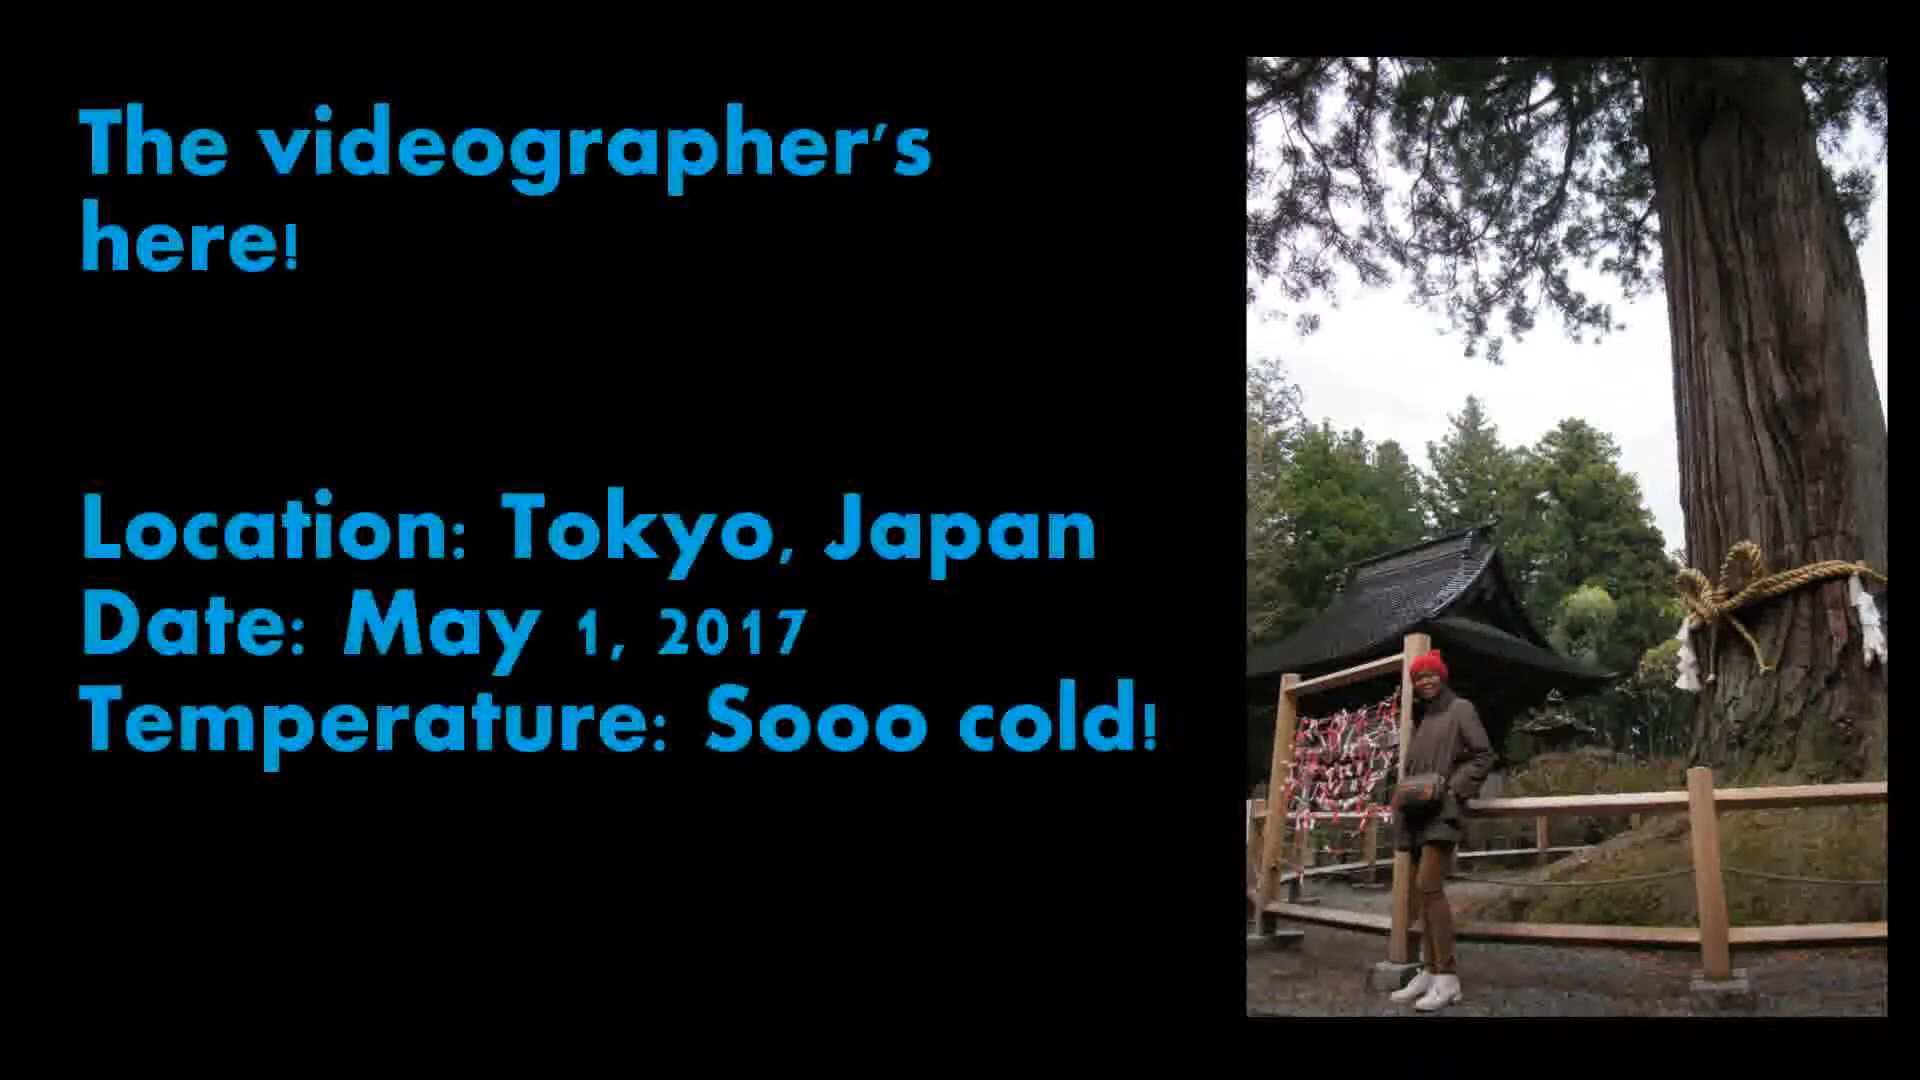 The videographer's
here!
Location: Tokyo, Japan
Date: May 1, 2017
Temperature: Sooo cold!